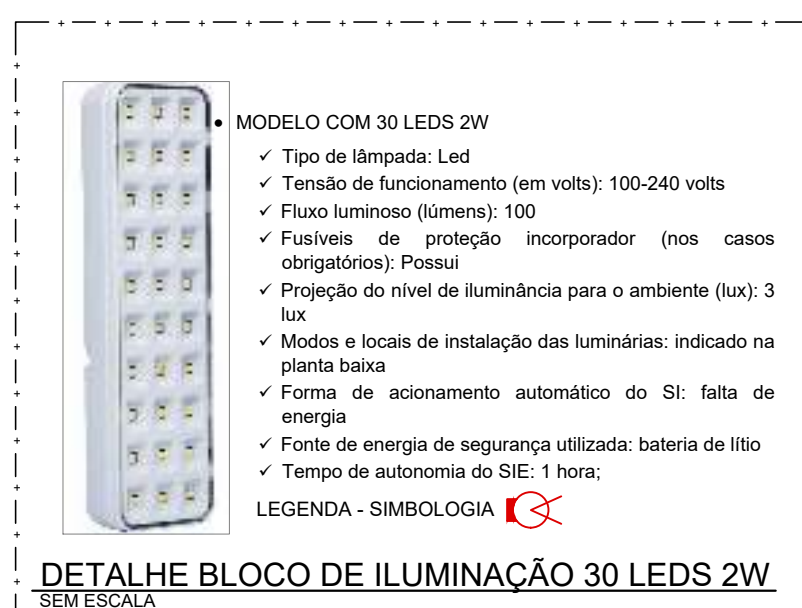 • MODELO COM 30 LEDS 2W
✓ Tipo de lâmpada: Led
✓ Tensão de funcionamento (em volts): 100-240 volts
✓ Fluxo luminoso (lúmens): 100
✓ Fusíveis de proteção incorporador (nos casos
obrigatórios): Possui
✓ Projeção do nível de iluminância para o ambiente (lux): 3
lux
✓ Modos e locais de instalação das luminárias: indicado na
planta baixa
✓ Forma de acionamento automático do SI: falta de
energia
✓ Fonte de energia de segurança utilizada: bateria de lítio
✓ Tempo de autonomia do SIE: 1 hora;
LEGENDA - SIMBOLOGIA
DETALHE BLOCO DE ILUMINAÇÃO 30 LEDS 2W
SEM ESCALA